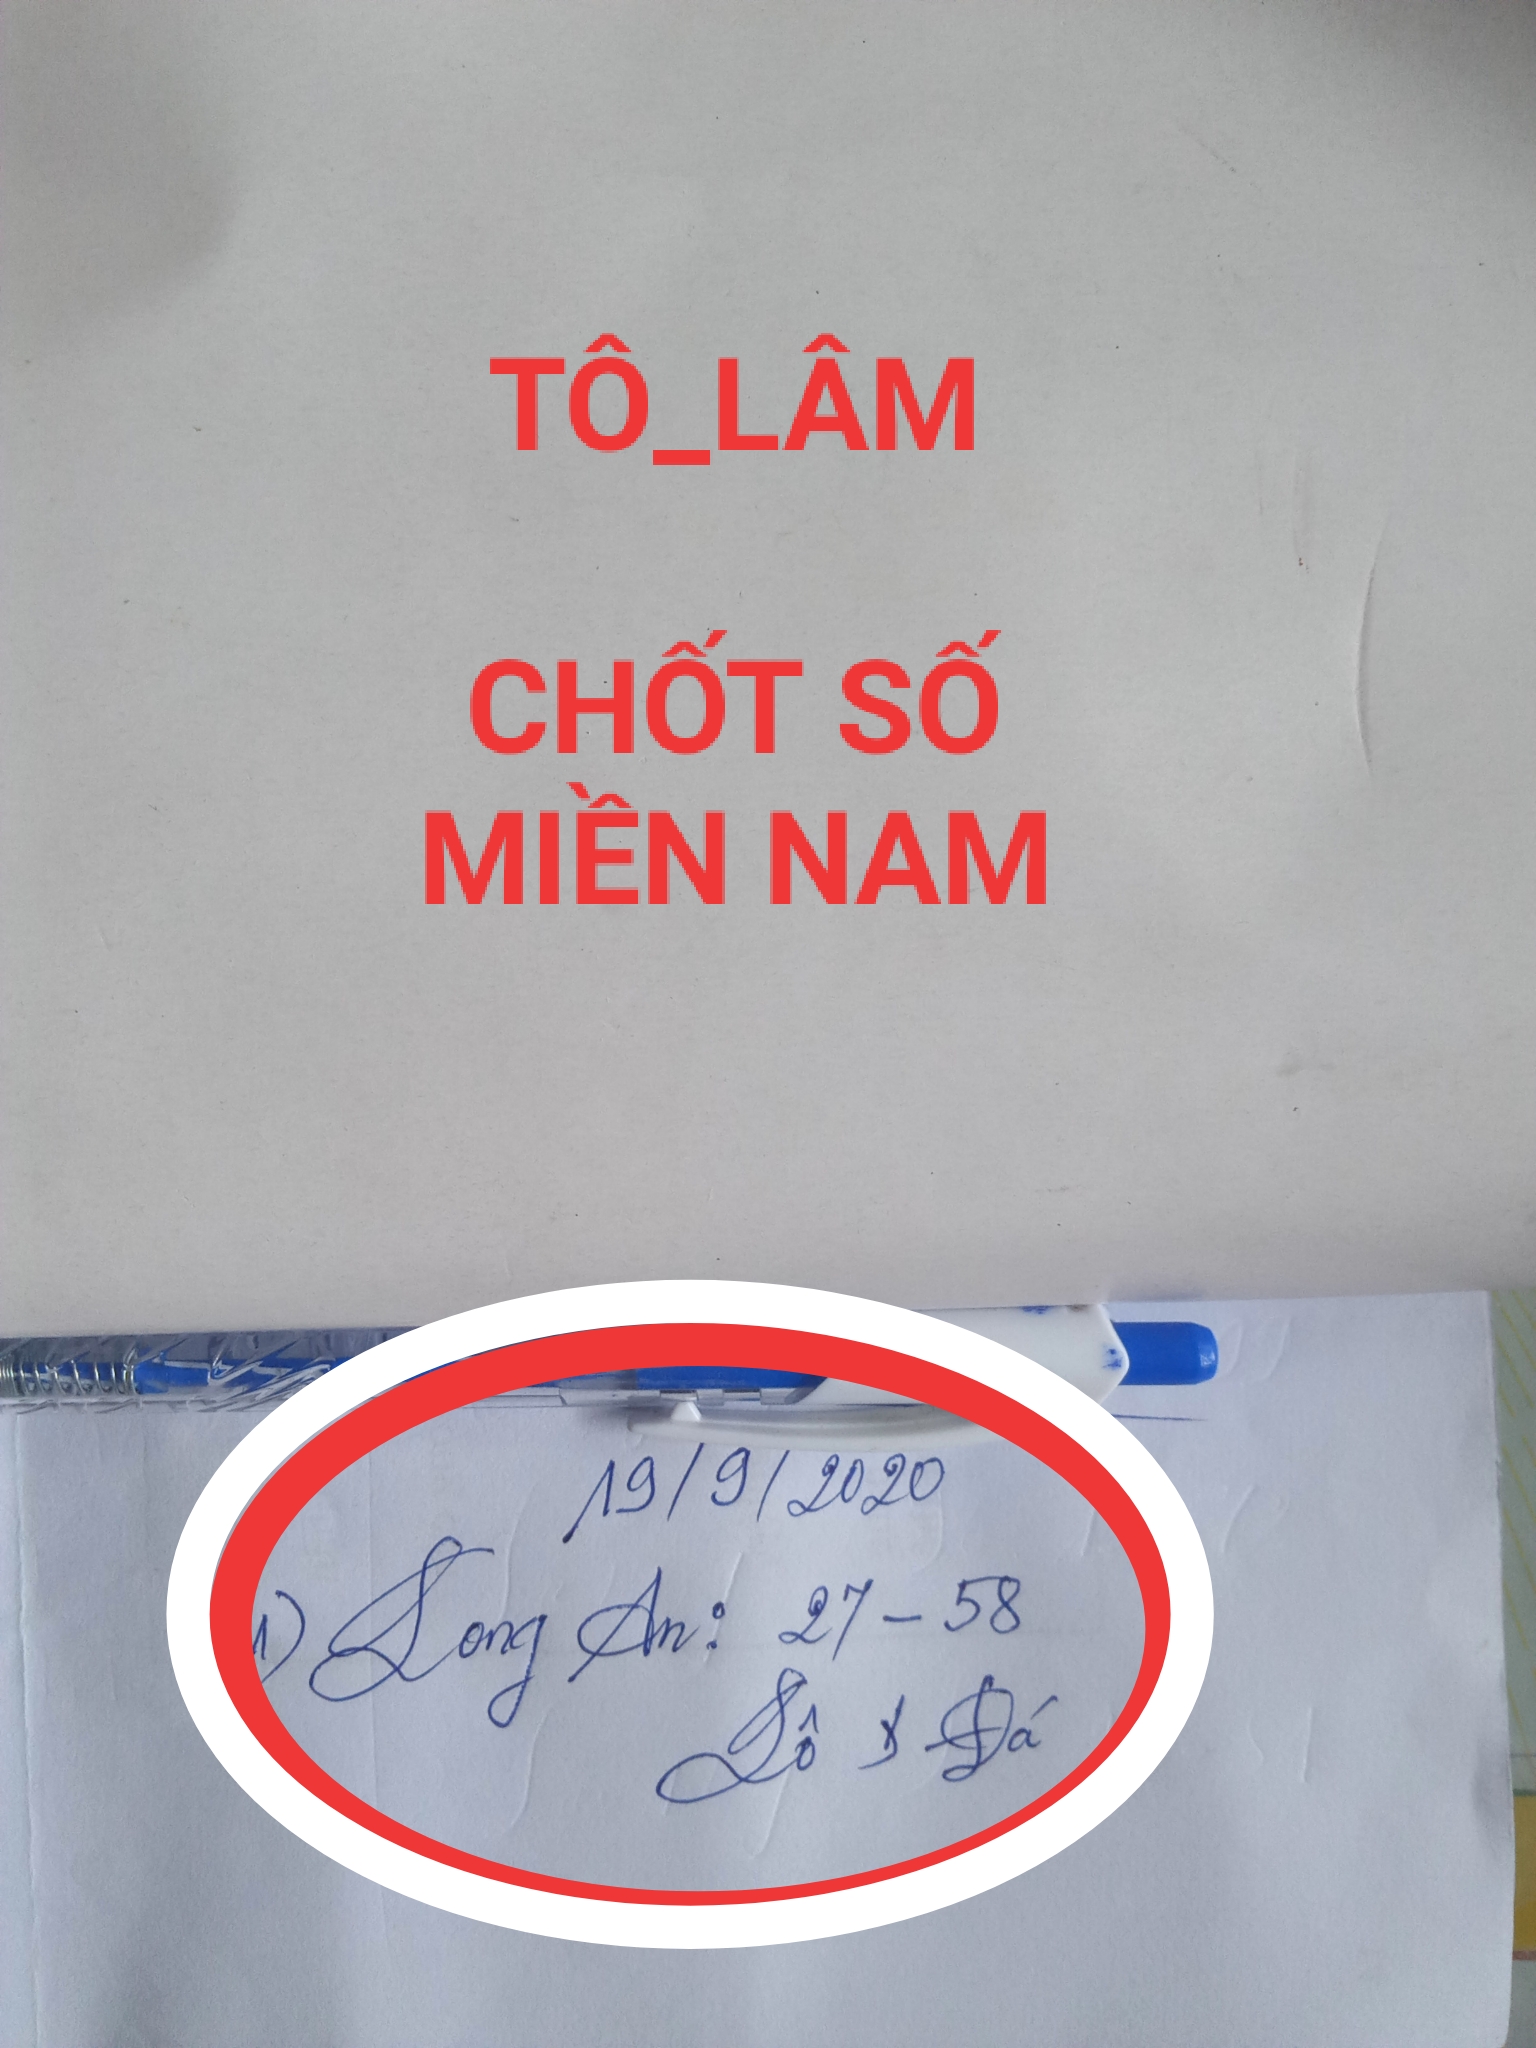 TÔ_LÂM
CHỐT SỐ
MIỀN NAM
19/9/2020
1) Long An: 27 - 58
Lô x Đá